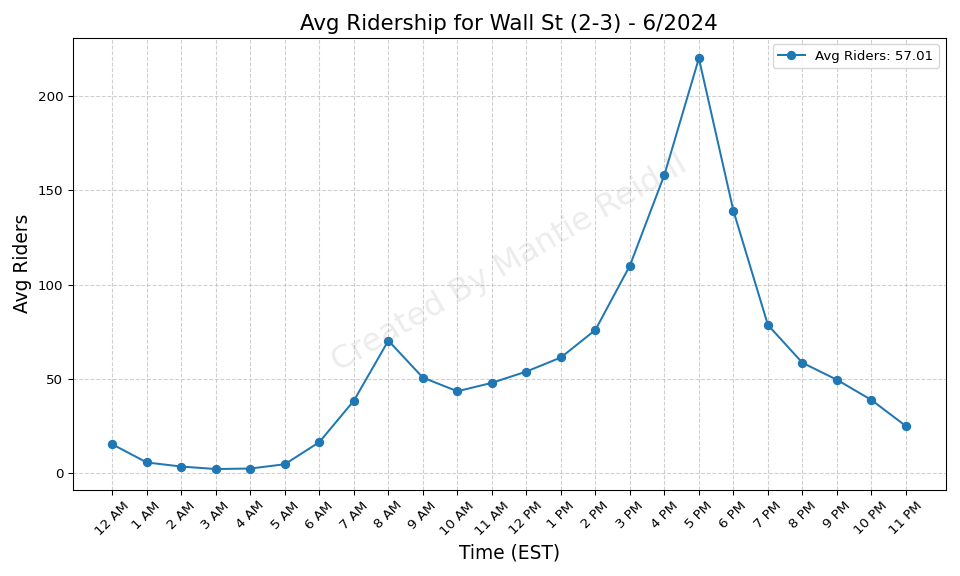 Avg Ridership for Wall St (2-3) - 6/2024
Avg Riders: 57.01
200
150
100
50
0
Avg Riders
Created By Mantie Reidal
12 AM 1 AM 2 AM 3 AM 4 AM 5 AM 6 AM 7 AM 8 AM 9 AM 10 AM 11 AM 12 PM 1 PM 2 PM 3 PM 4 PM 5 PM 6 PM 7 PM 8 PM 9 PM 10 PM 11 PM
Time (EST)